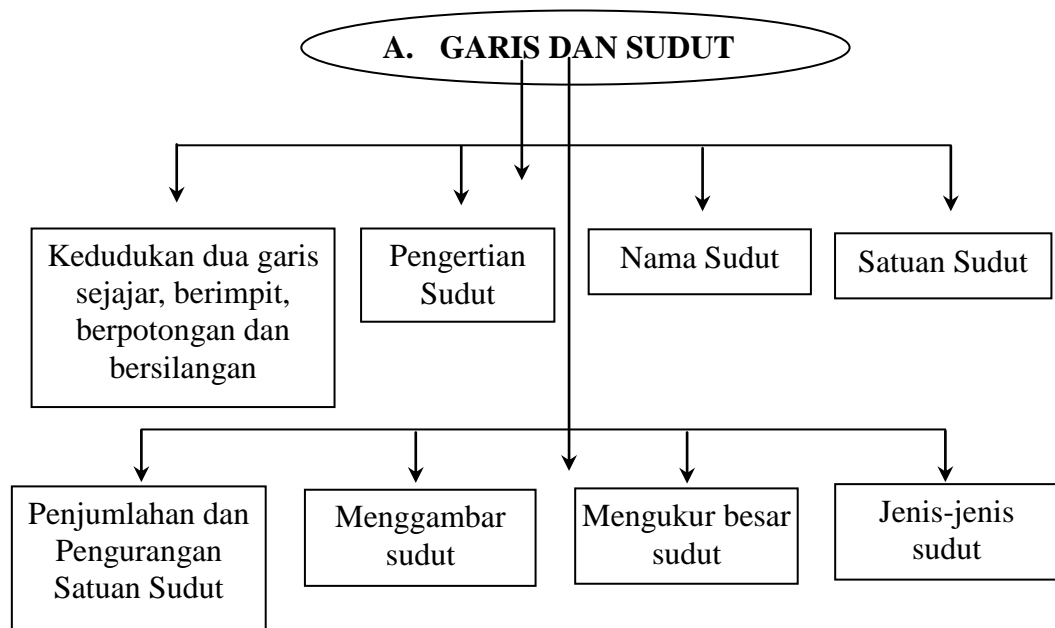 A. GARIS DAN SUDUT
Kedudukan dua garis
sejajar, berimpit,
berpotongan dan
bersilangan
Pengertian
Sudut
Nama Sudut
Satuan Sudut
Penjumlahan dan
Pengurangan
Satuan Sudut
Menggambar
sudut
Mengukur besar
sudut
Jenis-jenis
sudut